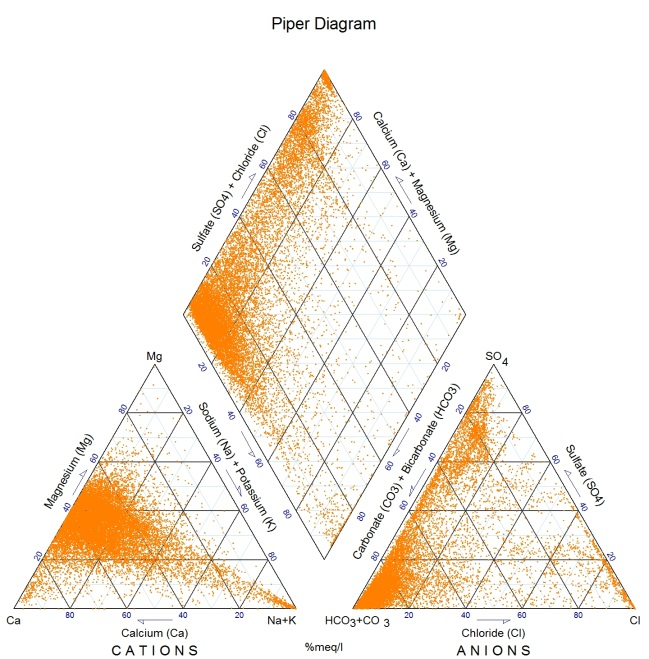 Piper Diagram
80
80
Sulfate (SO4) + Chloride (Cl)
Calcium (Ca) + Magnesium (Mg)
60
60
40
40
20
20
Mg
SO 4
20
20
80
20
Sodium (Na) + Potassium (K)
40
40
Carbonate (CO3) + Bicarbonate (HCO3)
20
80
Magnesium (Mg)
60
40
60
60
40
60
Sulfate (SO4)
40
60
80
80
60
40
20
80
80
20
Ca
80
60
40
20
Na+K
HCO3+CO 3
20
40
60
80
Cl
Calcium (Ca)
Chloride (Cl)
CATIONS
%meq/l
ANIONS